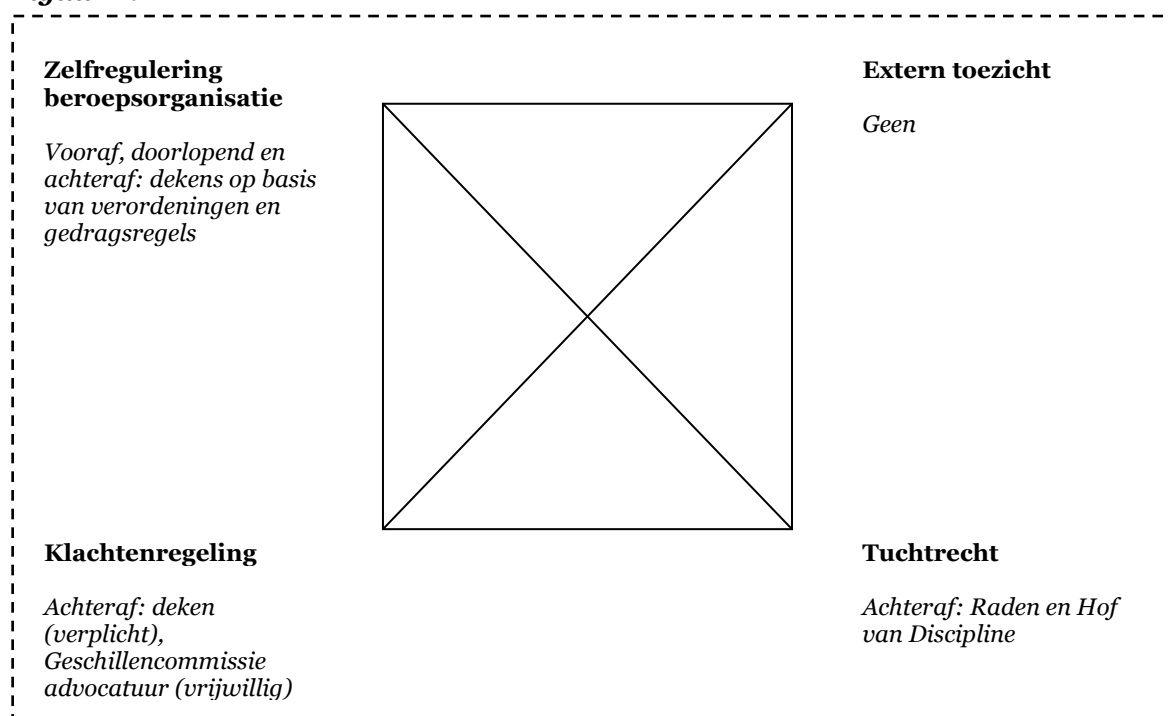 Zelfregulering
beroepsorganisatie
Vooraf, doorlopend en
achteraf: dekens op basis
van verordeningen en
gedragsregels
Extern toezicht
Geen
Klachtenregeling
Achteraf: deken
(verplicht),
Geschillencommissie
advocatuur (vrijwillig)
Tuchtrecht
Achteraf: Raden en Hof
van Discipline